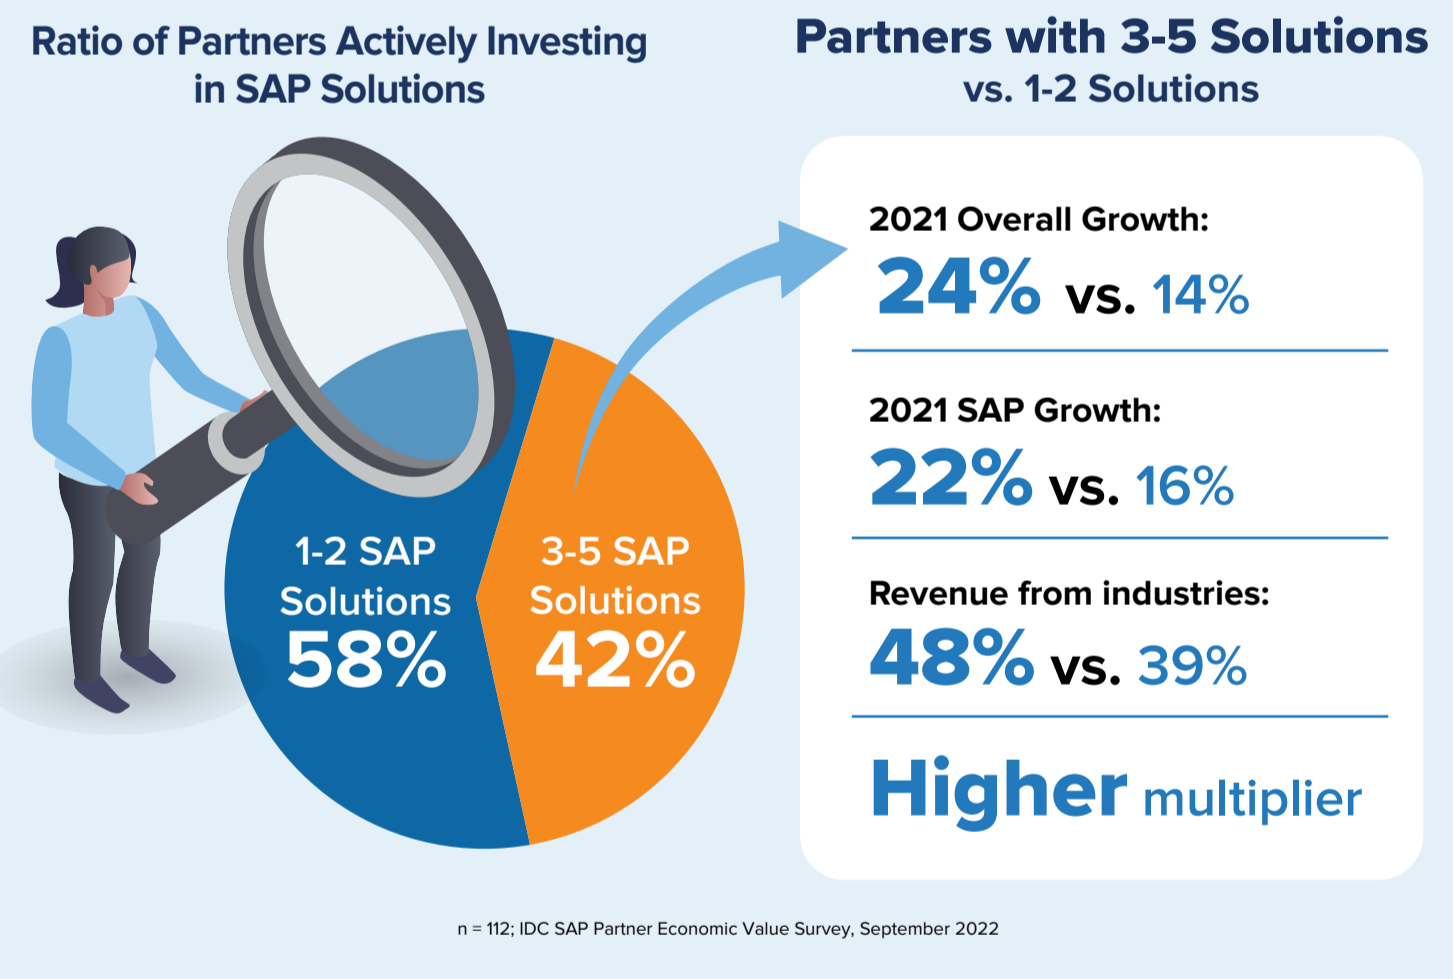 Ratio of Partners Actively Investing
in SAP Solutions
1-2 SAP
Solutions
58%
3-5 SAP
Solutions
42%
Partners with 3-5 Solutions
vs. 1-2 Solutions
2021 Overall Growth:
24% vs. 14%
2021 SAP Growth:
22% vs. 16%
Revenue from industries:
48% vs. 39%
Higher multiplier
n = 112; IDC SAP Partner Economic Value Survey, September 2022